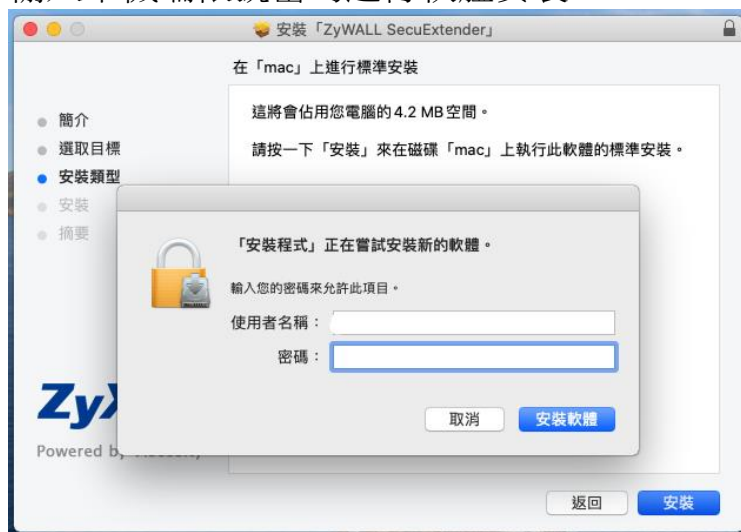 安裝「ZyWALL SecuExtender」
在「mac」上進行標準安裝
簡介
選取目標
安裝類型
安裝
摘要
這將會佔用您電腦的 4.2 MB 空間。
請按一下「安裝」來在磁碟「mac」上執行此軟體的標準安裝。
「安裝程式」正在嘗試安裝新的軟體。
輸入您的密碼來允許此項目。
使用者名稱：
密碼：
取消
安裝軟體
Zy
Powered
返回
安裝